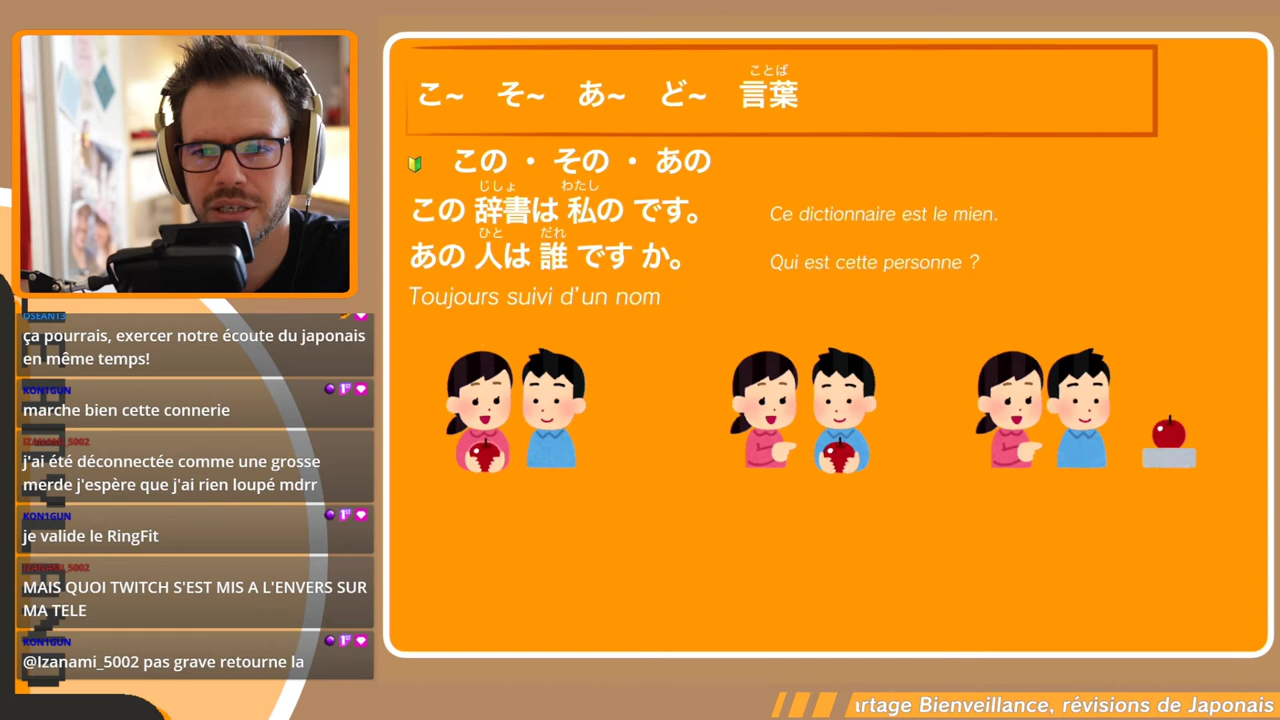 こ~ そ~ あ~ ど~ 言葉
ことば
この ・ その ・ あの
じしょ わたし
この 辞書は 私の です。
Ce dictionnaire est le mien.
ひと だれ
あの 人は 誰 です か。
Qui est cette personne ?
Toujours suivi d'un nom
OSEANT3
ça pourrais, exercer notre écoute du japonais
en même temps!
KON1GUN
marche bien cette connerie
IZANAMI_5002
j'ai été déconnectée comme une grosse
merde j'espère que j'ai rien loupé mdrr
KON1GUN
je valide le RingFit
IZANAMI_5002
MAIS QUOI TWITCH S'EST MIS A L'ENVERS SUR
MA TELE
KON1GUN
@Izanami_5002 pas grave retourne la
artage Bienveillance, révisions de Japonais